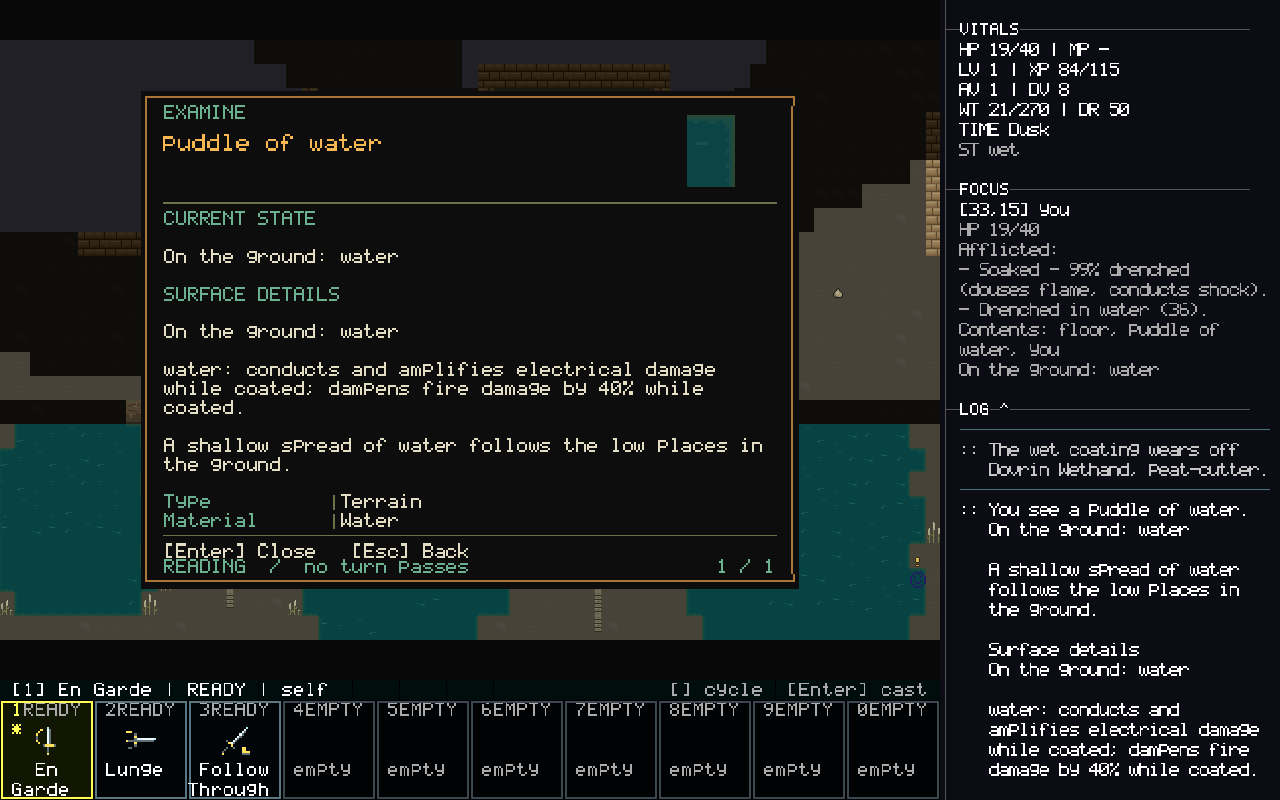 EXAMINE
Puddle of water
CURRENT STATE
On the ground: water
SURFACE DETAILS
On the ground: water
water: conducts and amplifies electrical damage
while coated; dampens fire damage by 40% while
coated.
A shallow spread of water follows the low places in
the ground.
Type |Terrain
Material |Water
[Enter] Close [Esc] Back
READING / no turn passes 1 / 1
[1] En Garde | READY | self [] cycle [Enter] cast
1READY 2READY 3READY 4EMPTY 5EMPTY 6EMPTY 7EMPTY 8EMPTY 9EMPTY 0EMPTY
*
En Garde
Lunge
Follow Through
empty empty empty empty empty empty empty
VITALS
HP 19/40 | MP -
LV 1 | XP 84/115
AV 1 | DV 8
WT 21/270 | DR 50
TIME Dusk
ST wet
FOCUS
[33,15] You
HP 19/40
Afflicted:
- Soaked - 99% drenched
(douses flame, conducts shock).
- Drenched in water (36).
Contents: floor, Puddle of
water, You
On the ground: water
LOG ^
:: The wet coating wears off
Dovrin Wethand, Peat-cutter.
:: You see a Puddle of water.
On the ground: water
A shallow spread of water
follows the low places in
the ground.
Surface details
On the ground: water
water: conducts and
amplifies electrical damage
while coated; dampens fire
damage by 40% while coated.